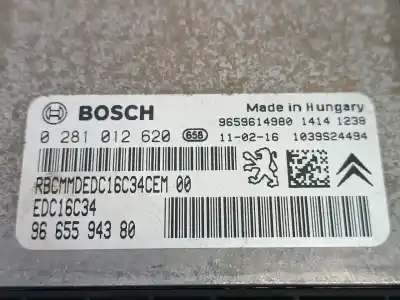 BOSCH
Made in Hungary
9659614980 1414 1238
0 281 012 620 658 11-02-16 1039S24494
RBCMMDEDC16C34CEM 00
EDC16C34
96 655 943 80